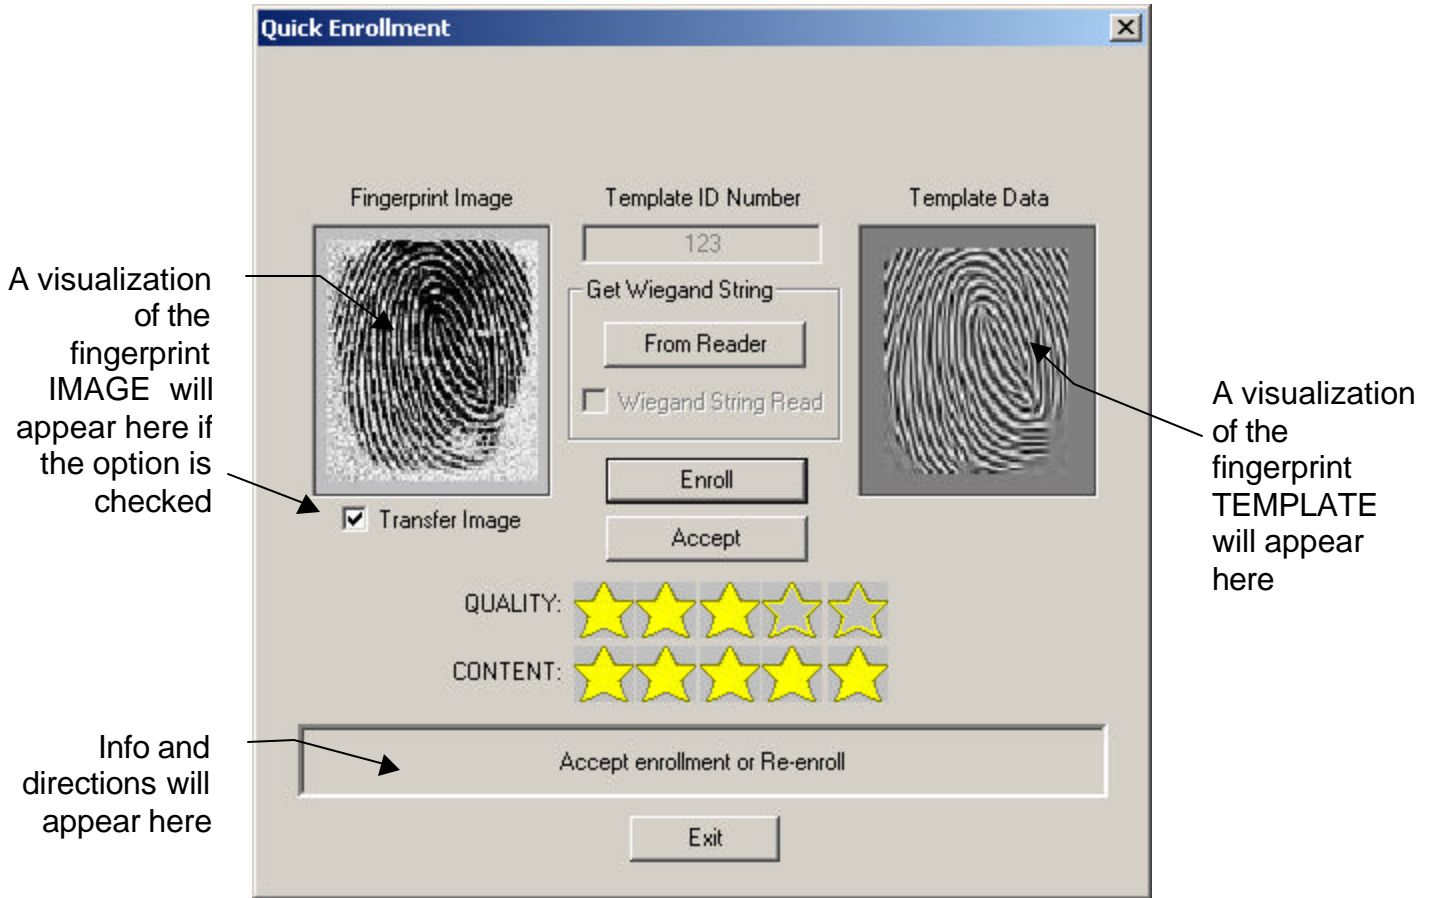 Quick Enrollment
Fingerprint Image
Template ID Number
Template Data
123
A visualization
of the
fingerprint
IMAGE will
appear here if
the option is
checked
Get Wiegand String
From Reader
Wiegand String Read
A visualization
of the
fingerprint
TEMPLATE
will appear
here
Enroll
Transfer Image
Accept
QUALITY:
CONTENT:
Info and
directions will
appear here
Accept enrollment or Re-enroll
Exit